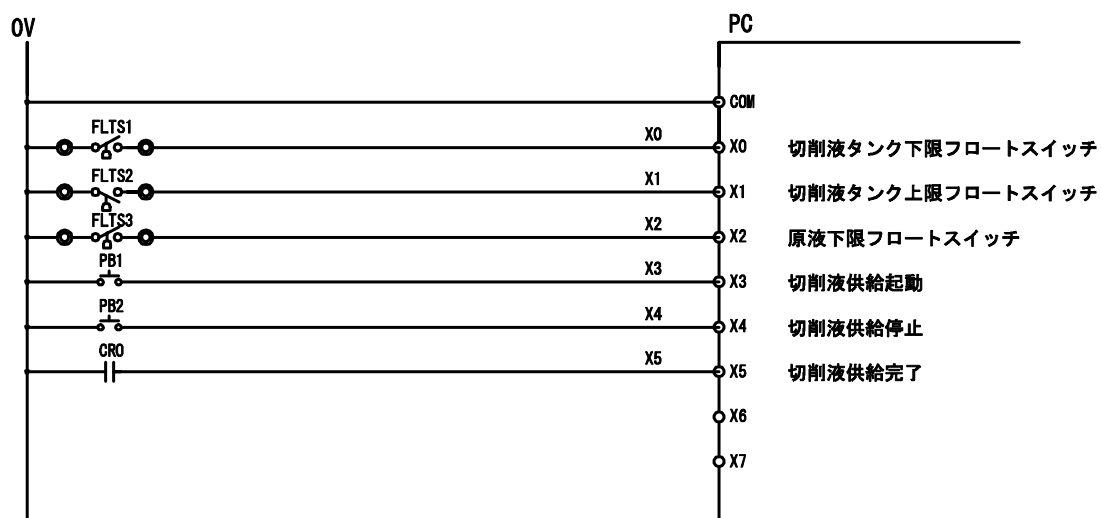 0V
PC
COM
FLTS1 X0 X0 切削液タンク下限フロートスイッチ
FLTS2 X1 X1 切削液タンク上限フロートスイッチ
FLTS3 X2 X2 原液下限フロートスイッチ
PB1 X3 X3 切削液供給起動
PB2 X4 X4 切削液供給停止
CR0 X5 X5 切削液供給完了
X6
X7